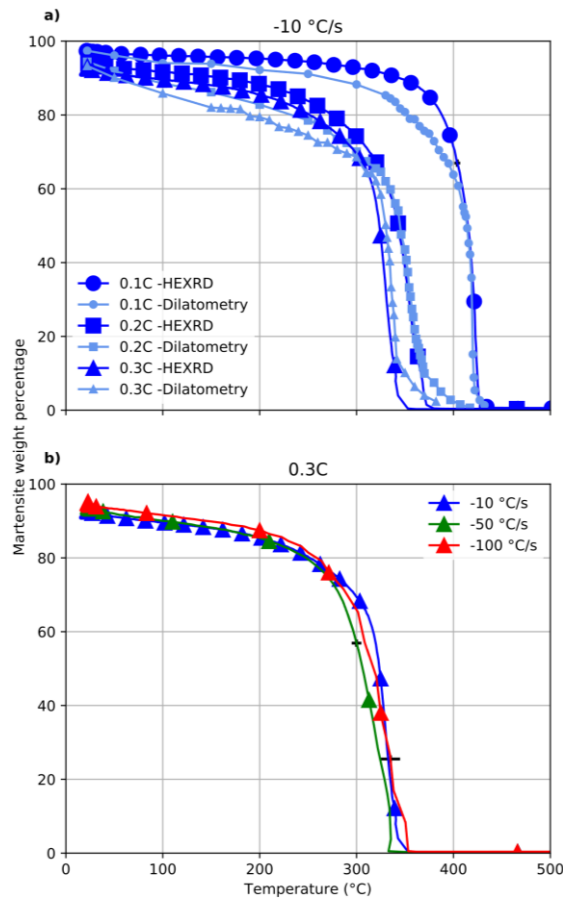 a)
-10 °C/s
100
80
60
40
20
0
0.1C -HEXRD
0.1C -Dilatometry
0.2C -HEXRD
0.2C -Dilatometry
0.3C -HEXRD
0.3C -Dilatometry
Martensite weight percentage
b)
0.3C
100
80
60
40
20
0
-10 °C/s
-50 °C/s
-100 °C/s
0 100 200 300 400 500
Temperature (°C)